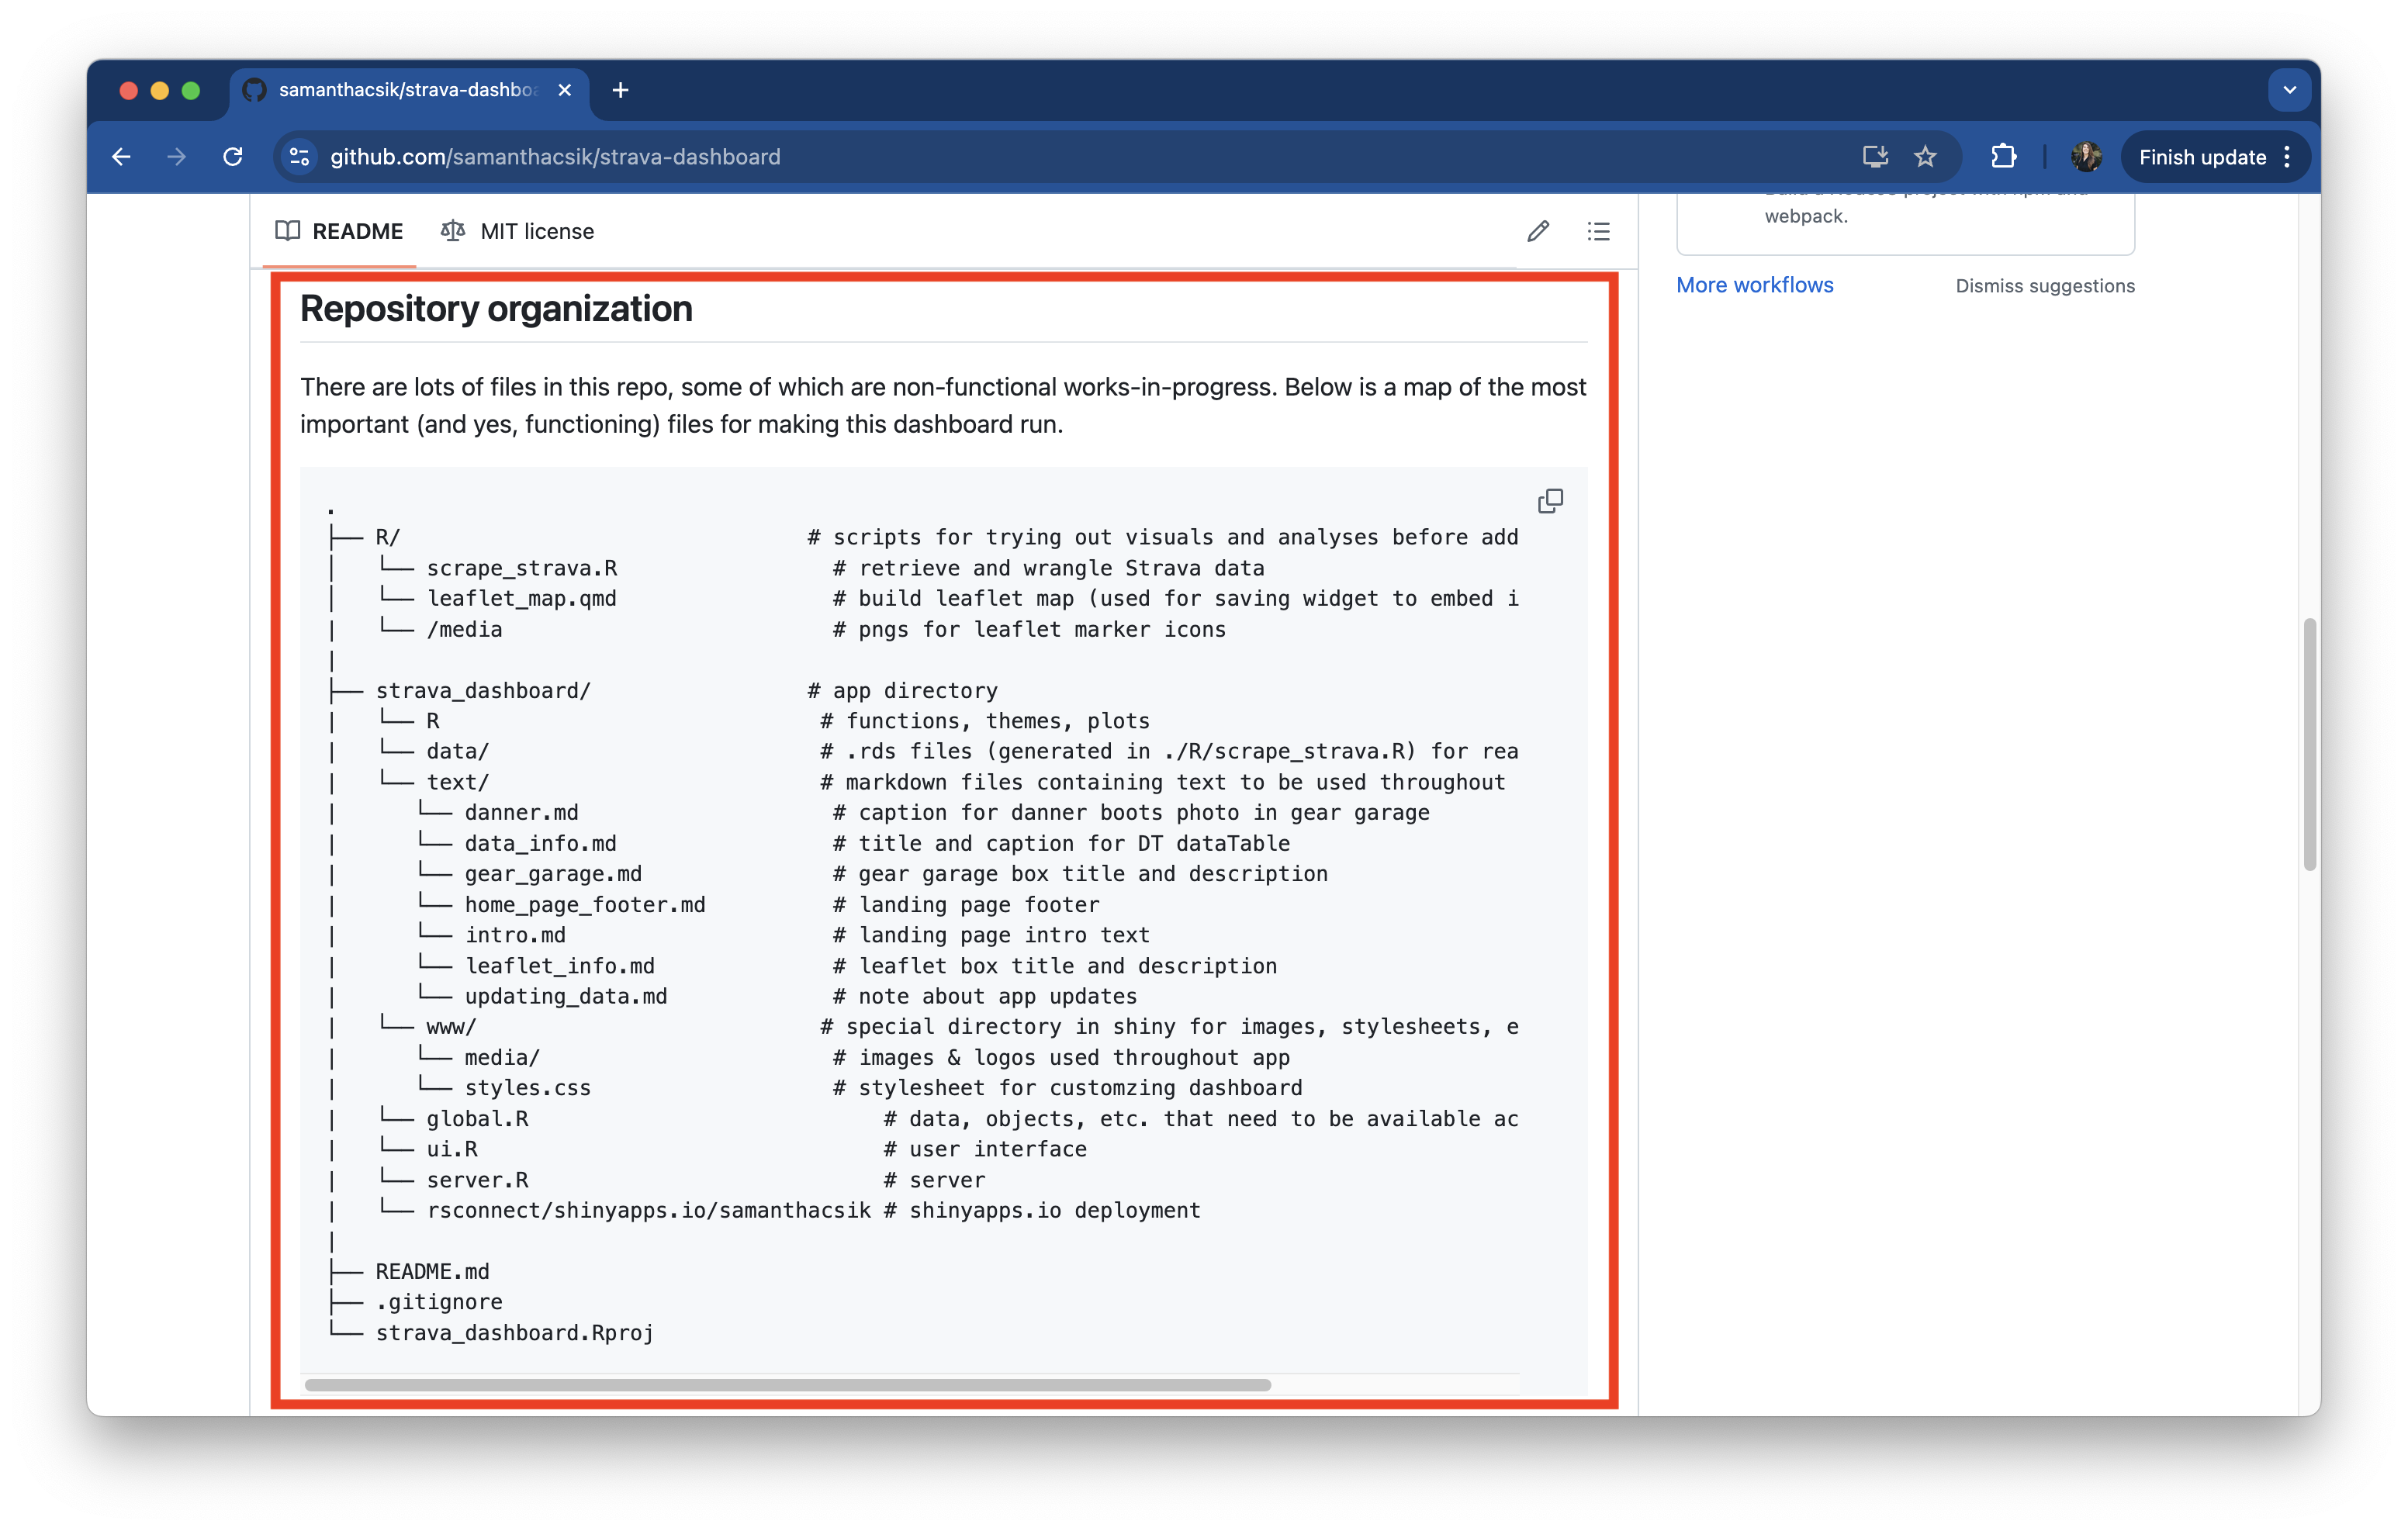 samanthacsik/strava-dashbo
github.com/samanthacsik/strava-dashboard
Finish update
README
MIT license
webpack.
More workflows
Dismiss suggestions
Repository organization
There are lots of files in this repo, some of which are non-functional works-in-progress. Below is a map of the most
important (and yes, functioning) files for making this dashboard run.
.
├── R/                                # scripts for trying out visuals and analyses before add
│   └── scrape_strava.R                 # retrieve and wrangle Strava data
│   └── leaflet_map.qmd                 # build leaflet map (used for saving widget to embed i
│   └── /media                          # pngs for leaflet marker icons
│
├── strava_dashboard/                 # app directory
|   └── R                              # functions, themes, plots
|   └── data/                          # .rds files (generated in ./R/scrape_strava.R) for rea
|   └── text/                          # markdown files containing text to be used throughout
|      └── danner.md                    # caption for danner boots photo in gear garage
|      └── data_info.md                 # title and caption for DT dataTable
|      └── gear_garage.md               # gear garage box title and description
|      └── home_page_footer.md          # landing page footer
|      └── intro.md                     # landing page intro text
|      └── leaflet_info.md              # leaflet box title and description
|      └── updating_data.md             # note about app updates
|   └── www/                           # special directory in shiny for images, stylesheets, e
|      └── media/                       # images & logos used throughout app
|      └── styles.css                   # stylesheet for customzing dashboard
|   └── global.R                            # data, objects, etc. that need to be available ac
|   └── ui.R                                # user interface
|   └── server.R                            # server
|   └── rsconnect/shinyapps.io/samanthacsik # shinyapps.io deployment
│
├── README.md
├── .gitignore
└── strava_dashboard.Rproj